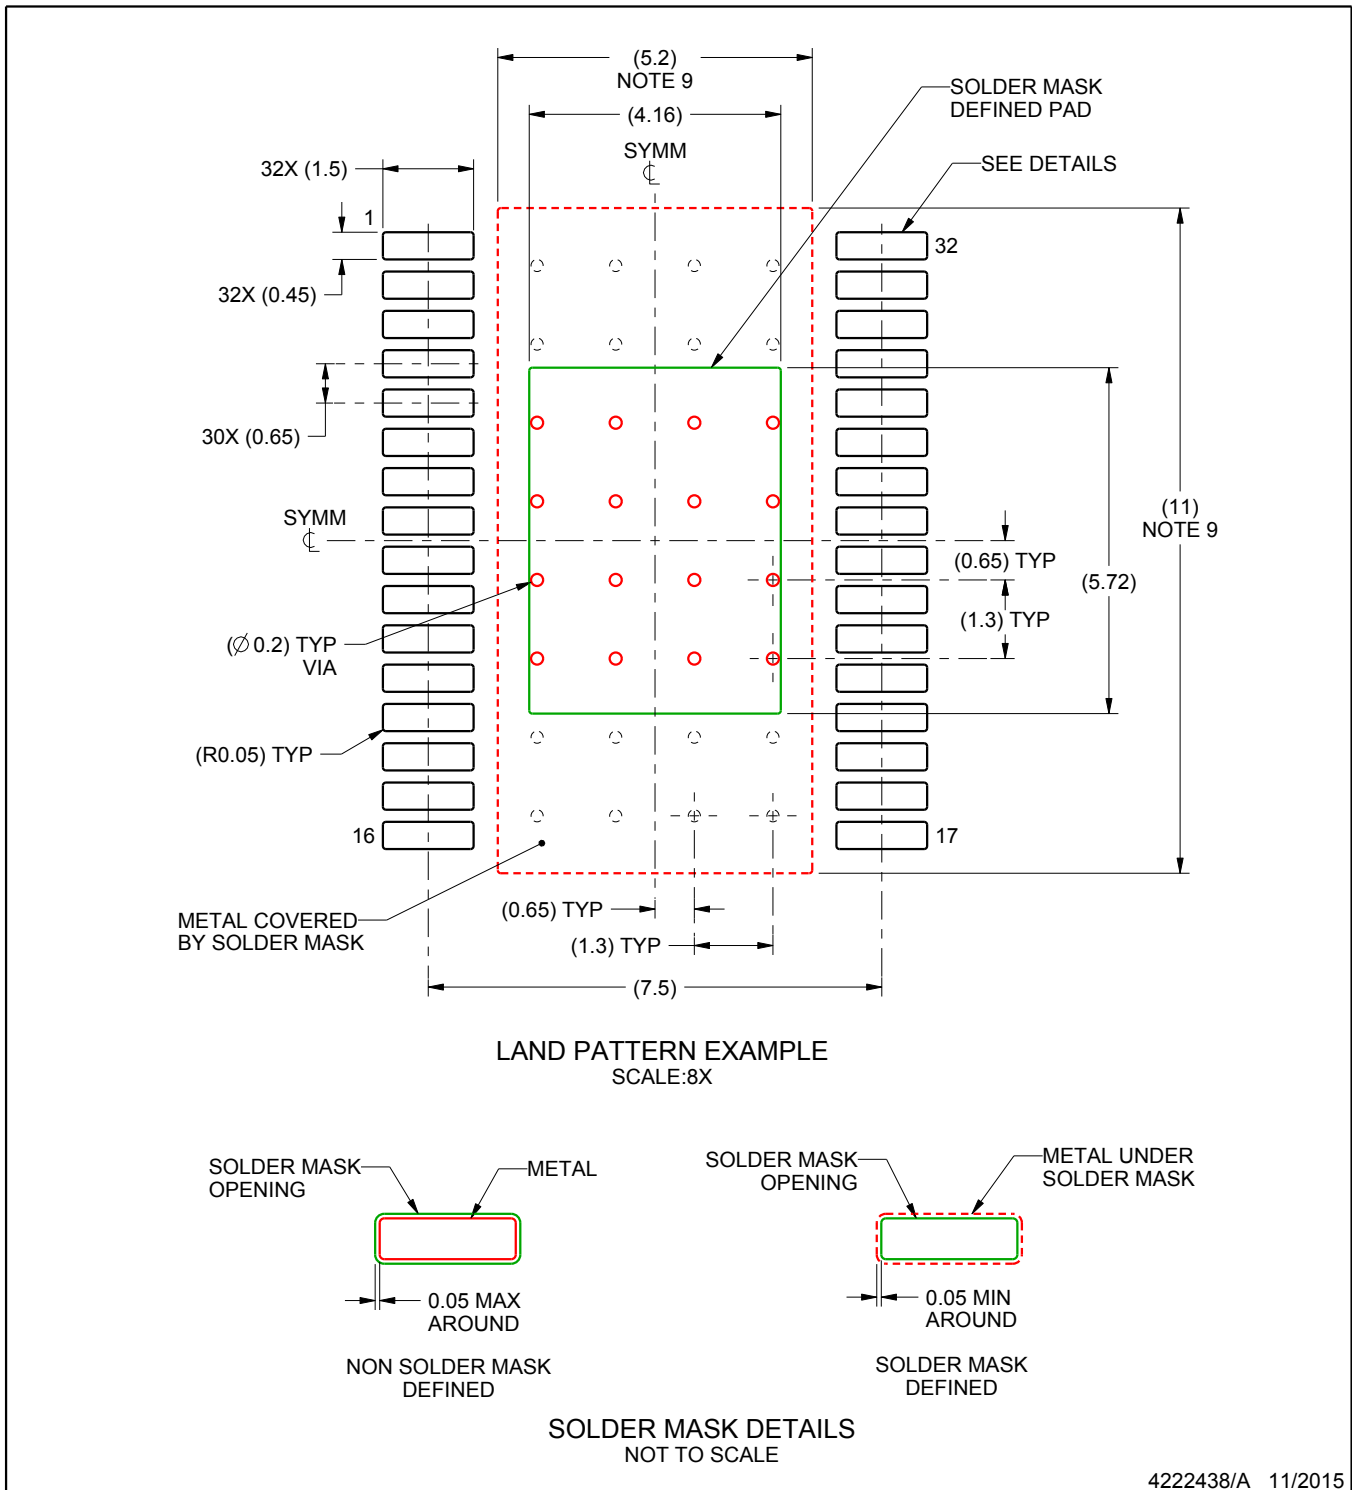 (5.2)
NOTE 9
(4.16)
SYMM
℄
SOLDER MASK
DEFINED PAD
SEE DETAILS
32X (1.5)
1
32
32X (0.45)
30X (0.65)
SYMM
℄
(11)
NOTE 9
(0.65) TYP
(5.72)
(1.3) TYP
(∅ 0.2) TYP
VIA
(R0.05) TYP
16
17
METAL COVERED
BY SOLDER MASK
(0.65) TYP
(1.3) TYP
(7.5)
LAND PATTERN EXAMPLE
SCALE:8X
SOLDER MASK
OPENING
METAL
0.05 MAX
AROUND
NON SOLDER MASK
DEFINED
SOLDER MASK
OPENING
METAL UNDER
SOLDER MASK
0.05 MIN
AROUND
SOLDER MASK
DEFINED
SOLDER MASK DETAILS
NOT TO SCALE
4222438/A 11/2015